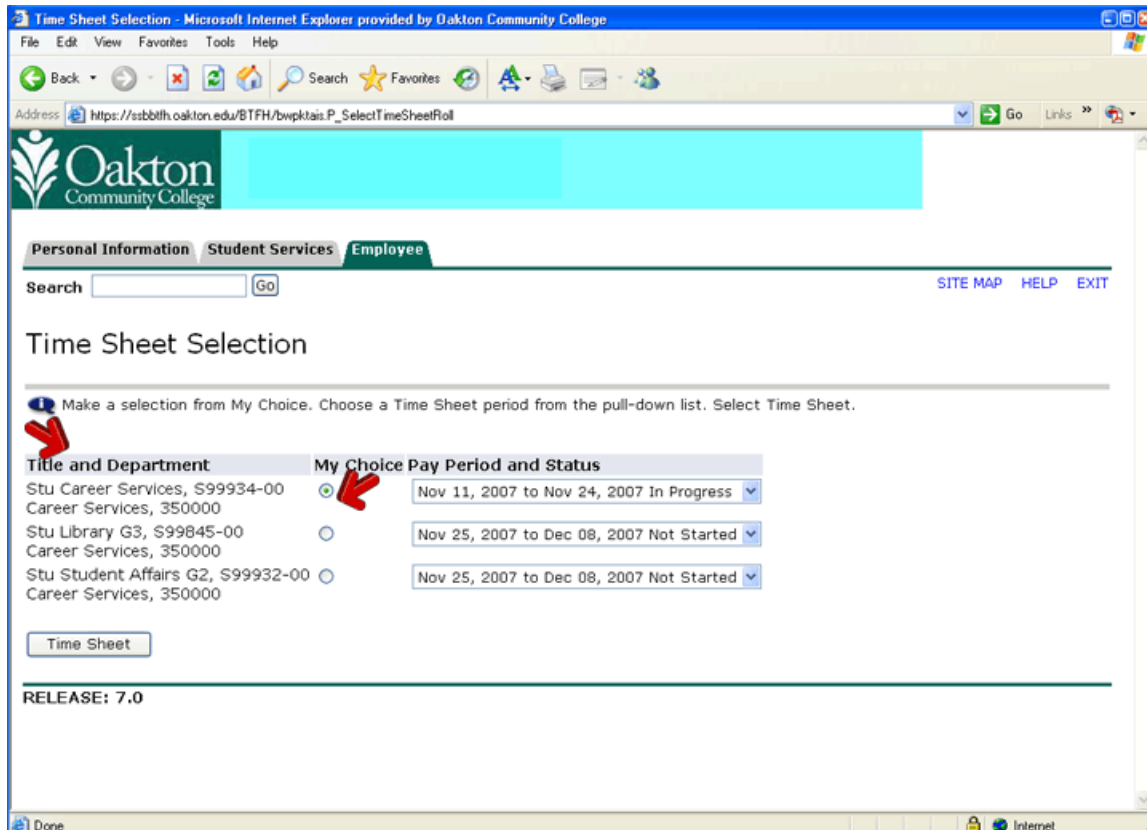 Time Sheet Selection - Microsoft Internet Explorer provided by Oakton Community College
File Edit View Favorites Tools Help
Back Search Favorites
Address https://ssbbtfh.oakton.edu/BTFH/bwpktais.P_SelectTimeSheetRoll Go Links »
Oakton
Community College
Personal Information Student Services Employee
Search Go SITE MAP HELP EXIT
Time Sheet Selection
Make a selection from My Choice. Choose a Time Sheet period from the pull-down list. Select Time Sheet.
Title and Department My Choice Pay Period and Status
Stu Career Services, S99934-00 Nov 11, 2007 to Nov 24, 2007 In Progress
Career Services, 350000
Stu Library G3, S99845-00 Nov 25, 2007 to Dec 08, 2007 Not Started
Career Services, 350000
Stu Student Affairs G2, S99932-00 Nov 25, 2007 to Dec 08, 2007 Not Started
Career Services, 350000
Time Sheet
RELEASE: 7.0
Done Internet